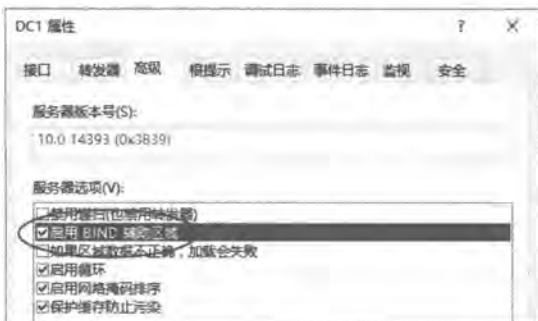 DC1 属性 ? ×
接口 转发器 高级 根提示 调试日志 事件日志 监视 安全
服务器版本号(S):
10.0 14393 (0x3839)
服务器选项(V):
禁用递归(也禁用转发器)
启用 BIND 辅助区域
如果区域数据不正确，加载会失败
启用循环
启用网络掩码排序
保护缓存防止污染